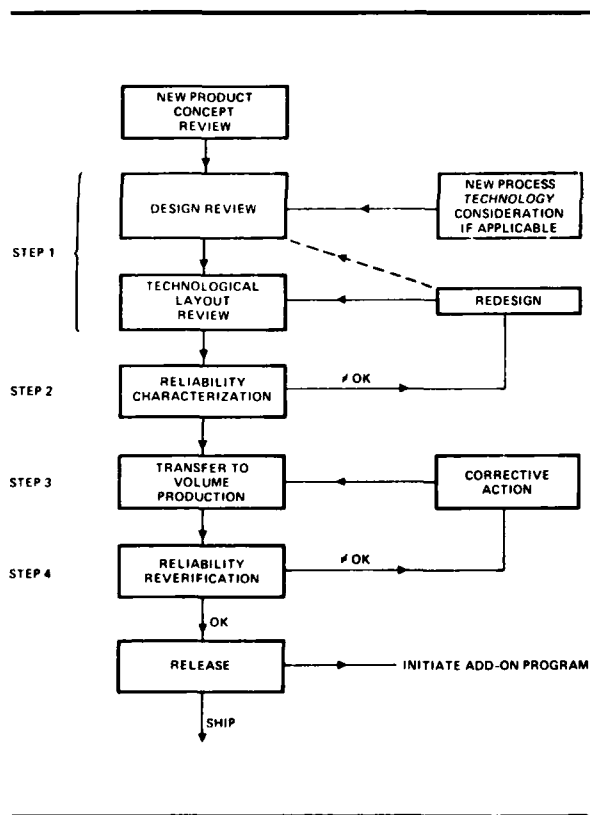 NEW PRODUCT
CONCEPT
REVIEW
STEP 1
DESIGN REVIEW
NEW PROCESS
TECHNOLOGY
CONSIDERATION
IF APPLICABLE
TECHNOLOGICAL
LAYOUT
REVIEW
REDESIGN
STEP 2
RELIABILITY
CHARACTERIZATION
≠ OK
STEP 3
TRANSFER TO
VOLUME
PRODUCTION
CORRECTIVE
ACTION
STEP 4
RELIABILITY
REVERIFICATION
≠ OK
OK
RELEASE
INITIATE ADD-ON PROGRAM
SHIP